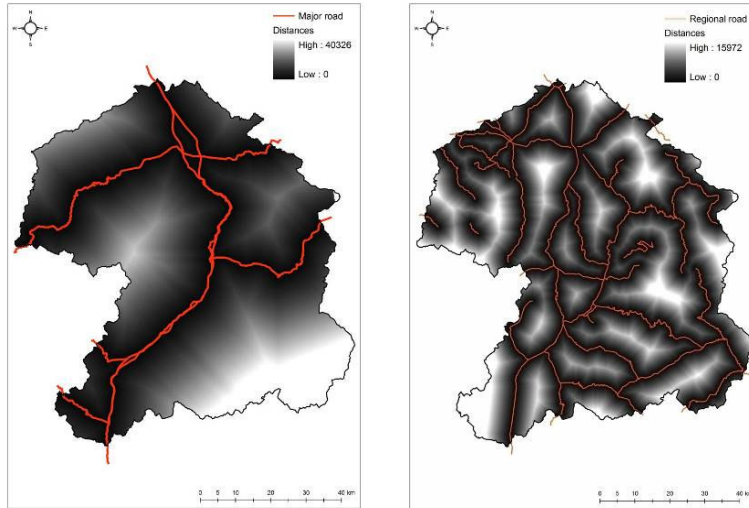 N
W E
S
Major road
Distances
High : 40326
Low : 0
0 5 10 20 30 40 km
N
W E
S
Regional road
Distances
High : 15972
Low : 0
0 5 10 20 30 40 km